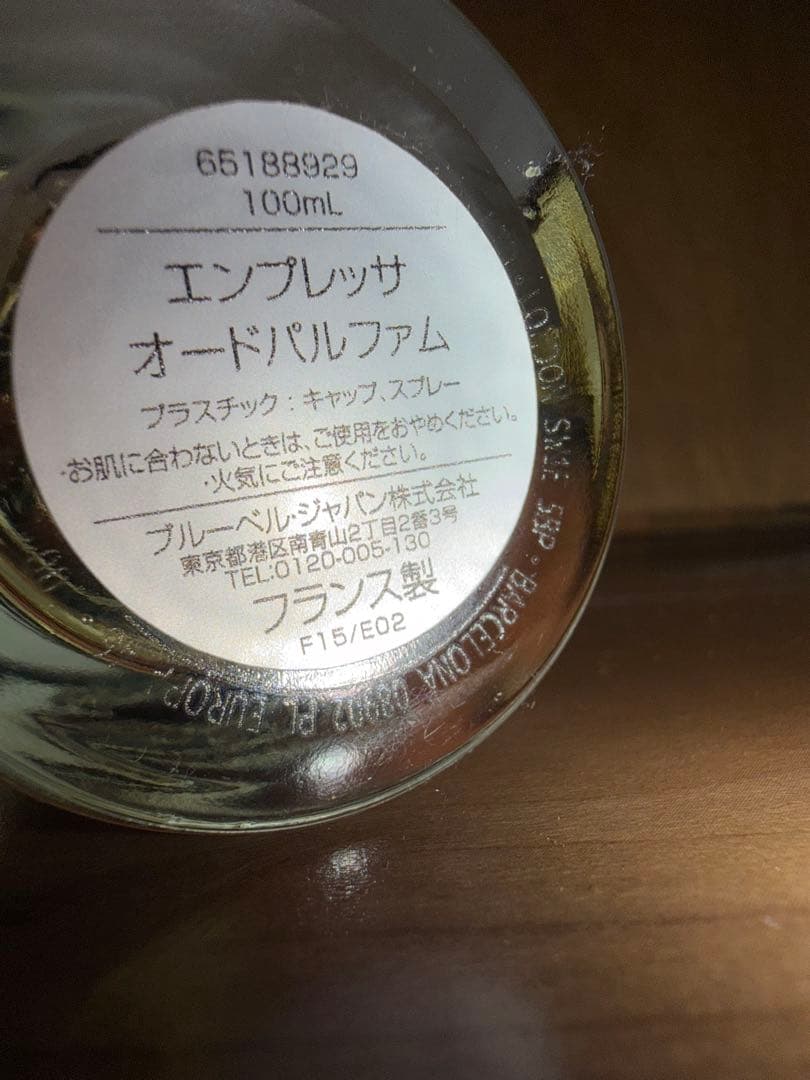 65188929
100mL
エンプレッサ
オードパルファム
プラスチック：キャップ、スプレー
・お肌に合わないときは、ご使用をおやめください。
・火気にご注意ください。
ブルーベル・ジャパン株式会社
東京都港区南青山2丁目2番3号
TEL:0120-005-130
フランス製
F15/E02
5BP・BARCELONA 08902 PL EUROP